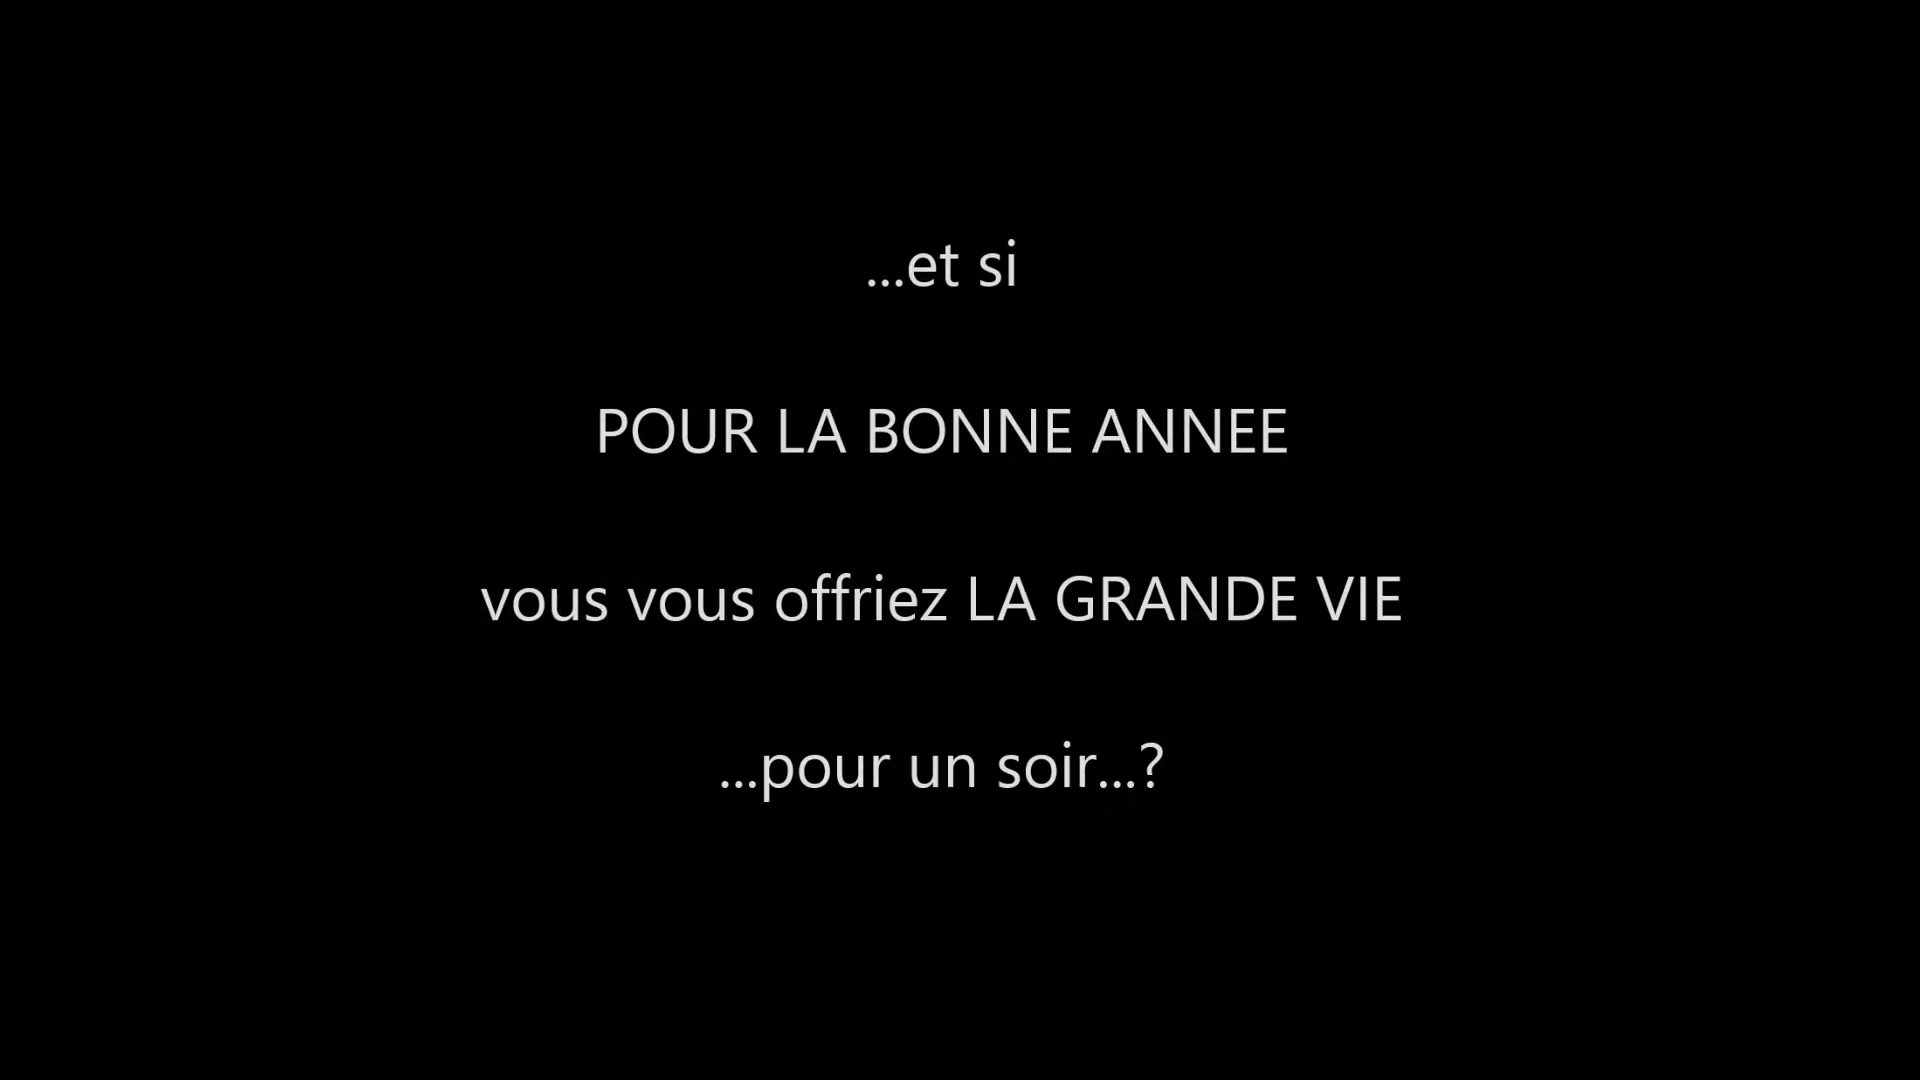 ...et si
POUR LA BONNE ANNEE
vous vous offriez LA GRANDE VIE
...pour un soir...?